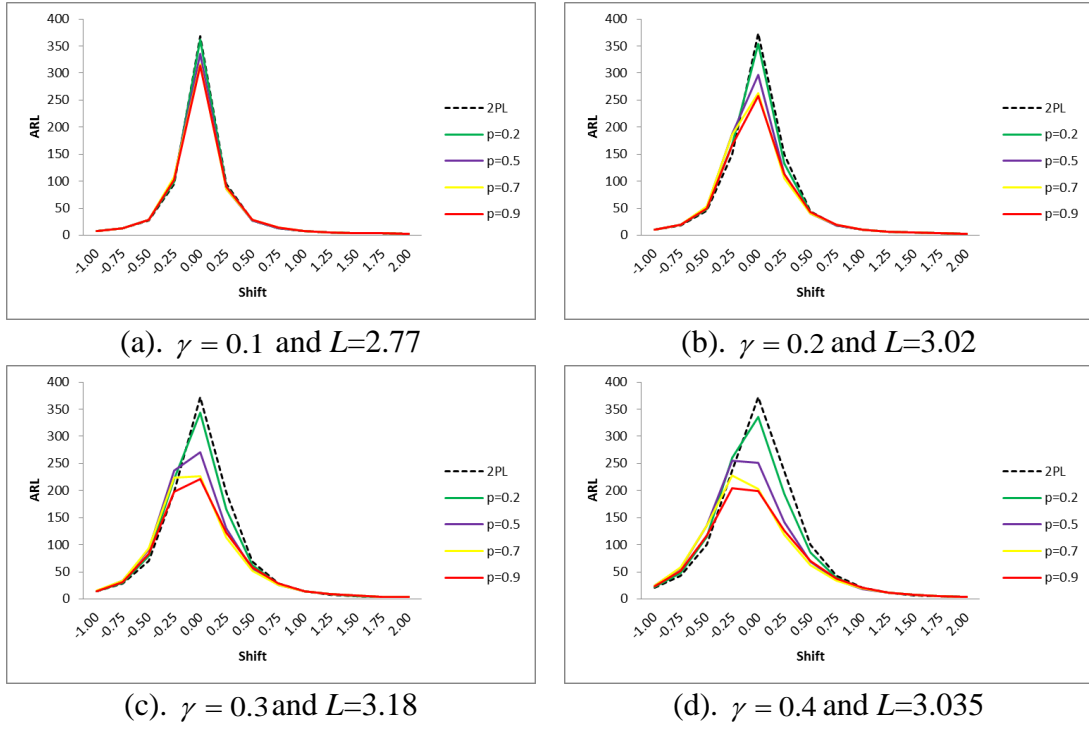 ARL
400
350
300
250
200
150
100
50
0
-1.00 -0.75 -0.50 -0.25 0.00 0.25 0.50 0.75 1.00 1.25 1.50 1.75 2.00
Shift
2PL
p=0.2
p=0.5
p=0.7
p=0.9
(a). γ = 0.1 and L=2.77
ARL
400
350
300
250
200
150
100
50
0
-1.00 -0.75 -0.50 -0.25 0.00 0.25 0.50 0.75 1.00 1.25 1.50 1.75 2.00
Shift
2PL
p=0.2
p=0.5
p=0.7
p=0.9
(b). γ = 0.2 and L=3.02
ARL
400
350
300
250
200
150
100
50
0
-1.00 -0.75 -0.50 -0.25 0.00 0.25 0.50 0.75 1.00 1.25 1.50 1.75 2.00
Shift
2PL
p=0.2
p=0.5
p=0.7
p=0.9
(c). γ = 0.3 and L=3.18
ARL
400
350
300
250
200
150
100
50
0
-1.00 -0.75 -0.50 -0.25 0.00 0.25 0.50 0.75 1.00 1.25 1.50 1.75 2.00
Shift
2PL
p=0.2
p=0.5
p=0.7
p=0.9
(d). γ = 0.4 and L=3.035